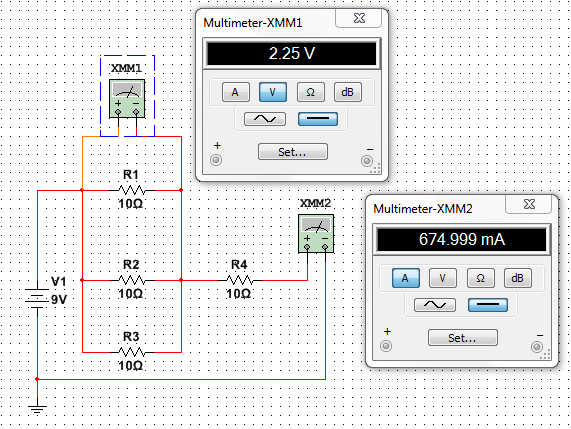 Multimeter-XMM1
2.25 V
A V Ω dB
+ Set... −
XMM1
+ −
R1
10Ω
XMM2
+ −
Multimeter-XMM2
674.999 mA
A V Ω dB
+ Set... −
R2
10Ω
R4
10Ω
V1
9V
R3
10Ω